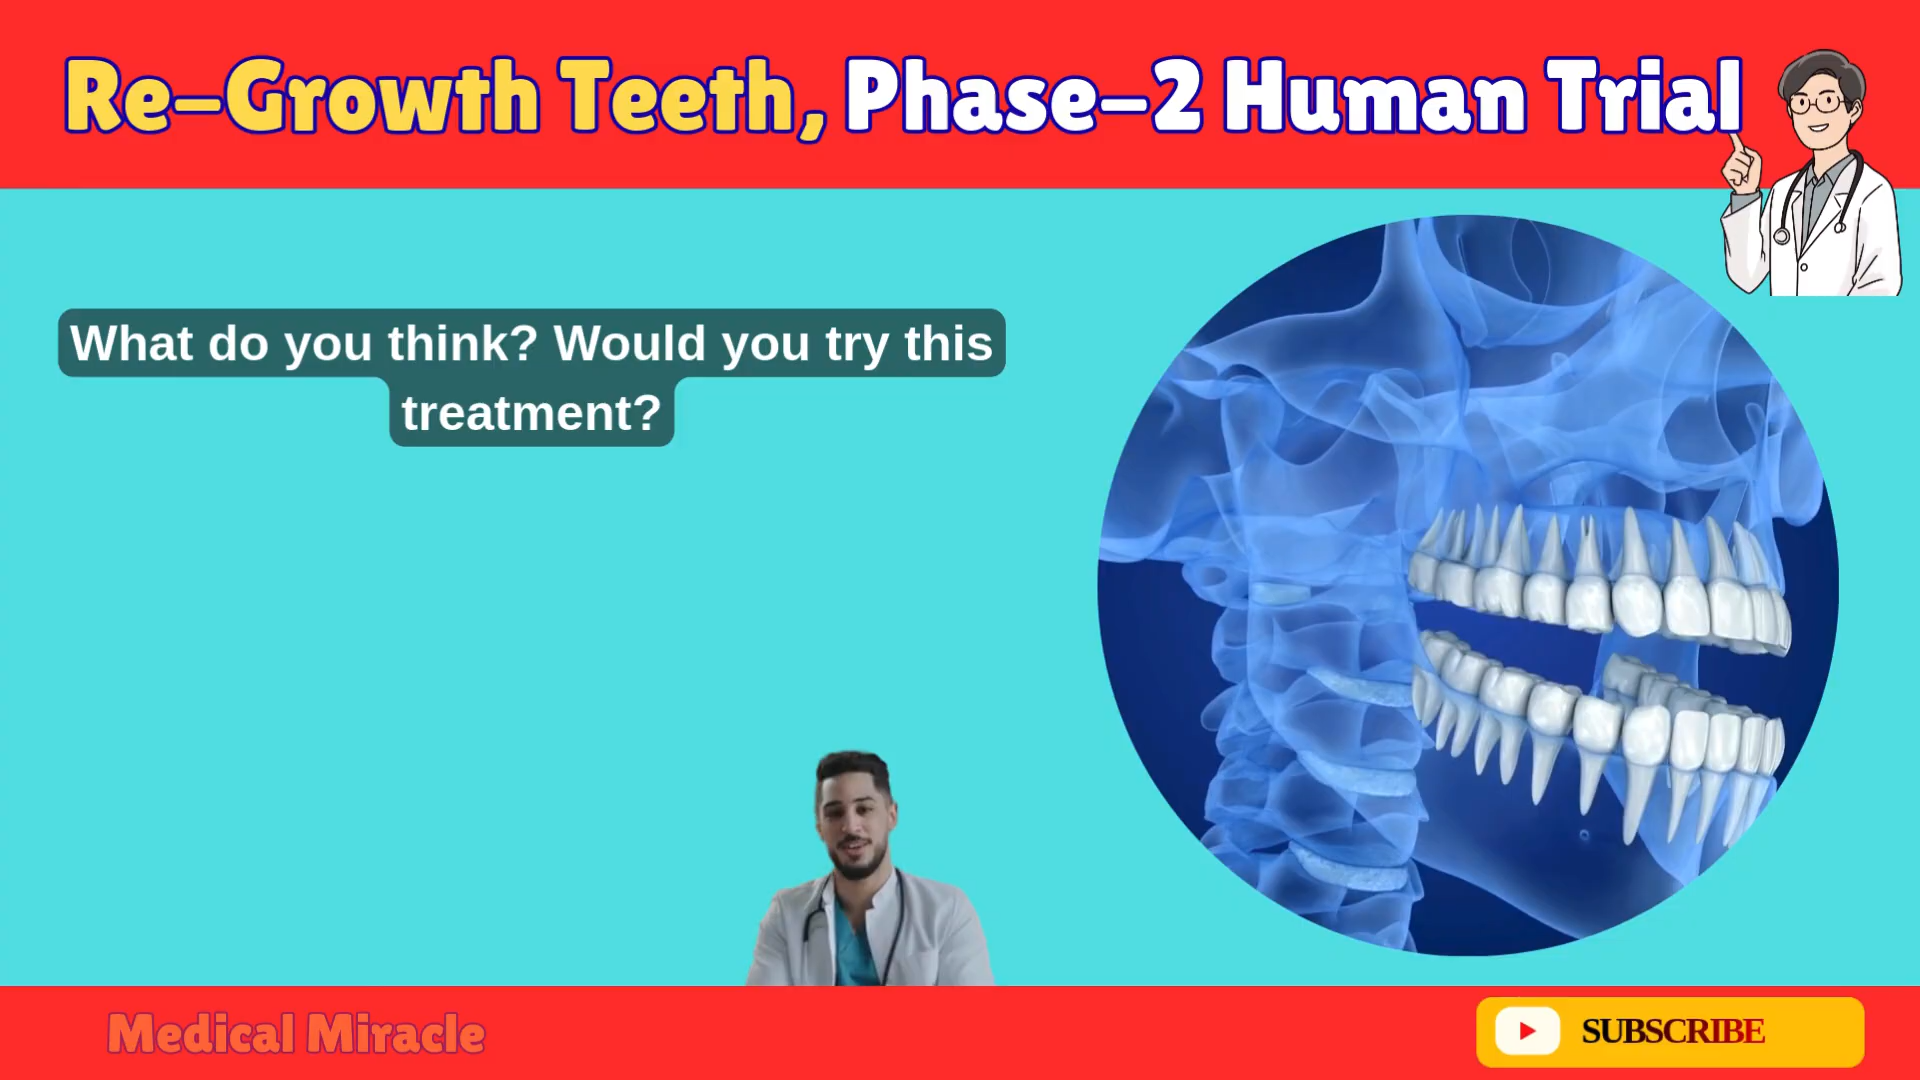 Re-Growth Teeth, Phase-2 Human Trial
What do you think? Would you try this
treatment?
Medical Miracle
SUBSCRIBE